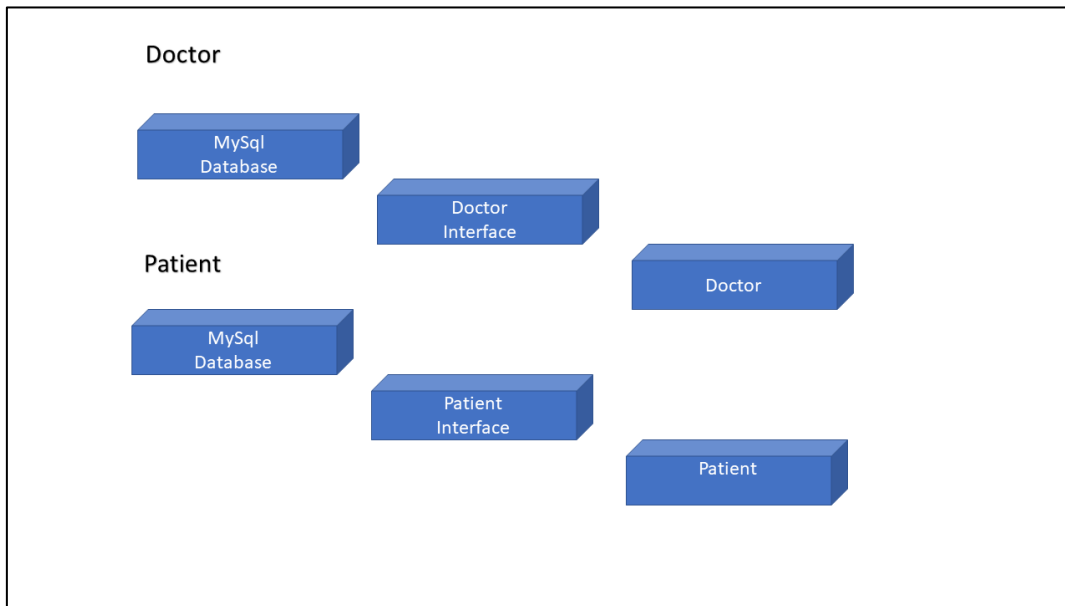 Doctor
MySql
Database
Doctor
Interface
Doctor
Patient
MySql
Database
Patient
Interface
Patient